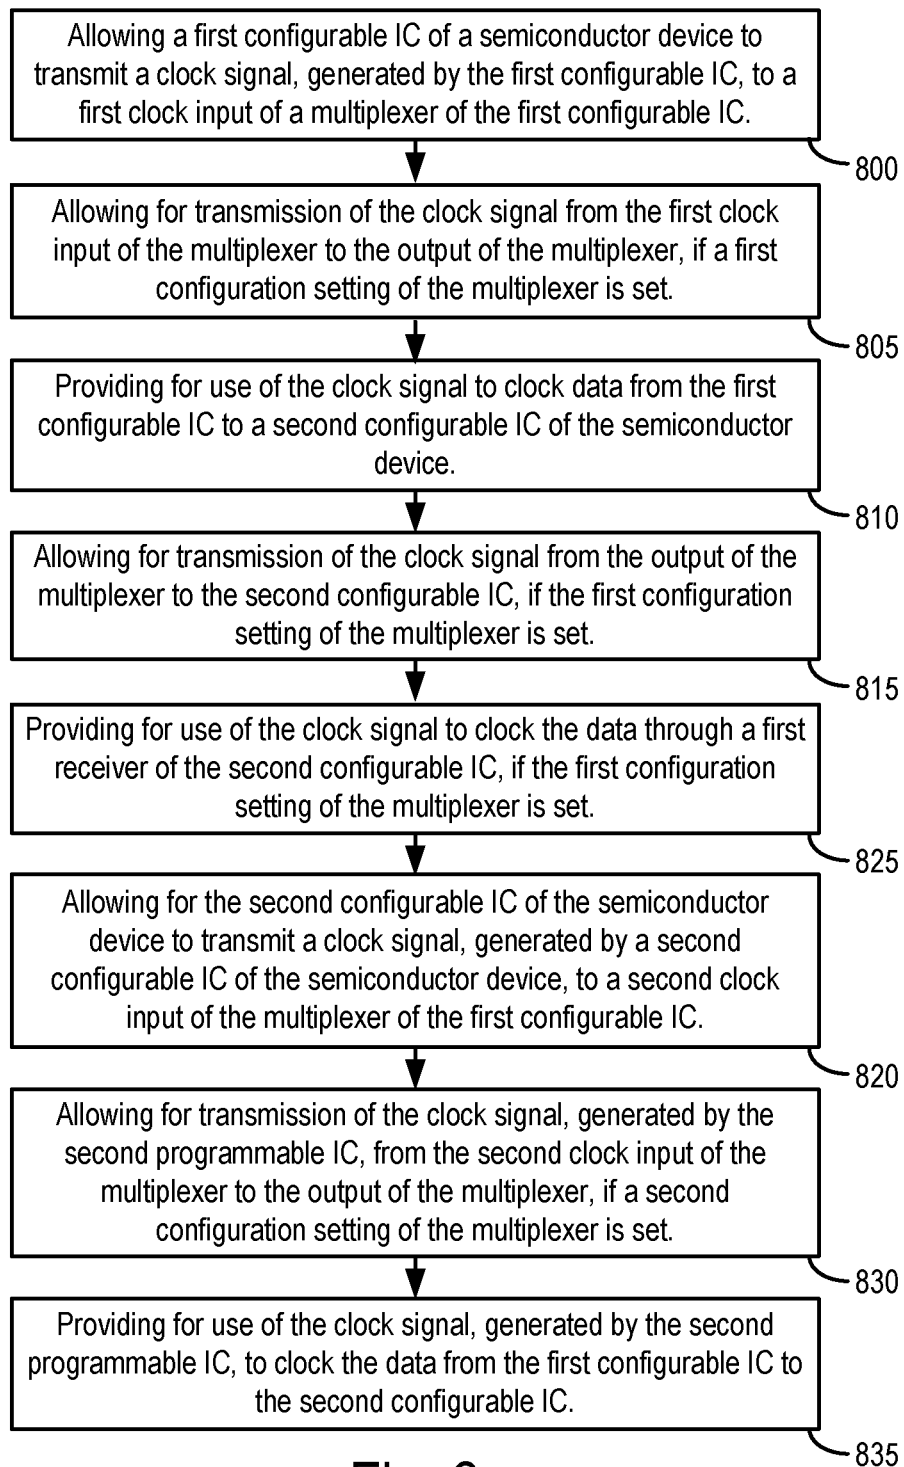 Allowing a first configurable IC of a semiconductor device to
transmit a clock signal, generated by the first configurable IC, to a
first clock input of a multiplexer of the first configurable IC.
800
Allowing for transmission of the clock signal from the first clock
input of the multiplexer to the output of the multiplexer, if a first
configuration setting of the multiplexer is set.
805
Providing for use of the clock signal to clock data from the first
configurable IC to a second configurable IC of the semiconductor
device.
810
Allowing for transmission of the clock signal from the output of the
multiplexer to the second configurable IC, if the first configuration
setting of the multiplexer is set.
815
Providing for use of the clock signal to clock the data through a first
receiver of the second configurable IC, if the first configuration
setting of the multiplexer is set.
825
Allowing for the second configurable IC of the semiconductor
device to transmit a clock signal, generated by a second
configurable IC of the semiconductor device, to a second clock
input of the multiplexer of the first configurable IC.
820
Allowing for transmission of the clock signal, generated by the
second programmable IC, from the second clock input of the
multiplexer to the output of the multiplexer, if a second
configuration setting of the multiplexer is set.
830
Providing for use of the clock signal, generated by the second
programmable IC, to clock the data from the first configurable IC to
the second configurable IC.
835